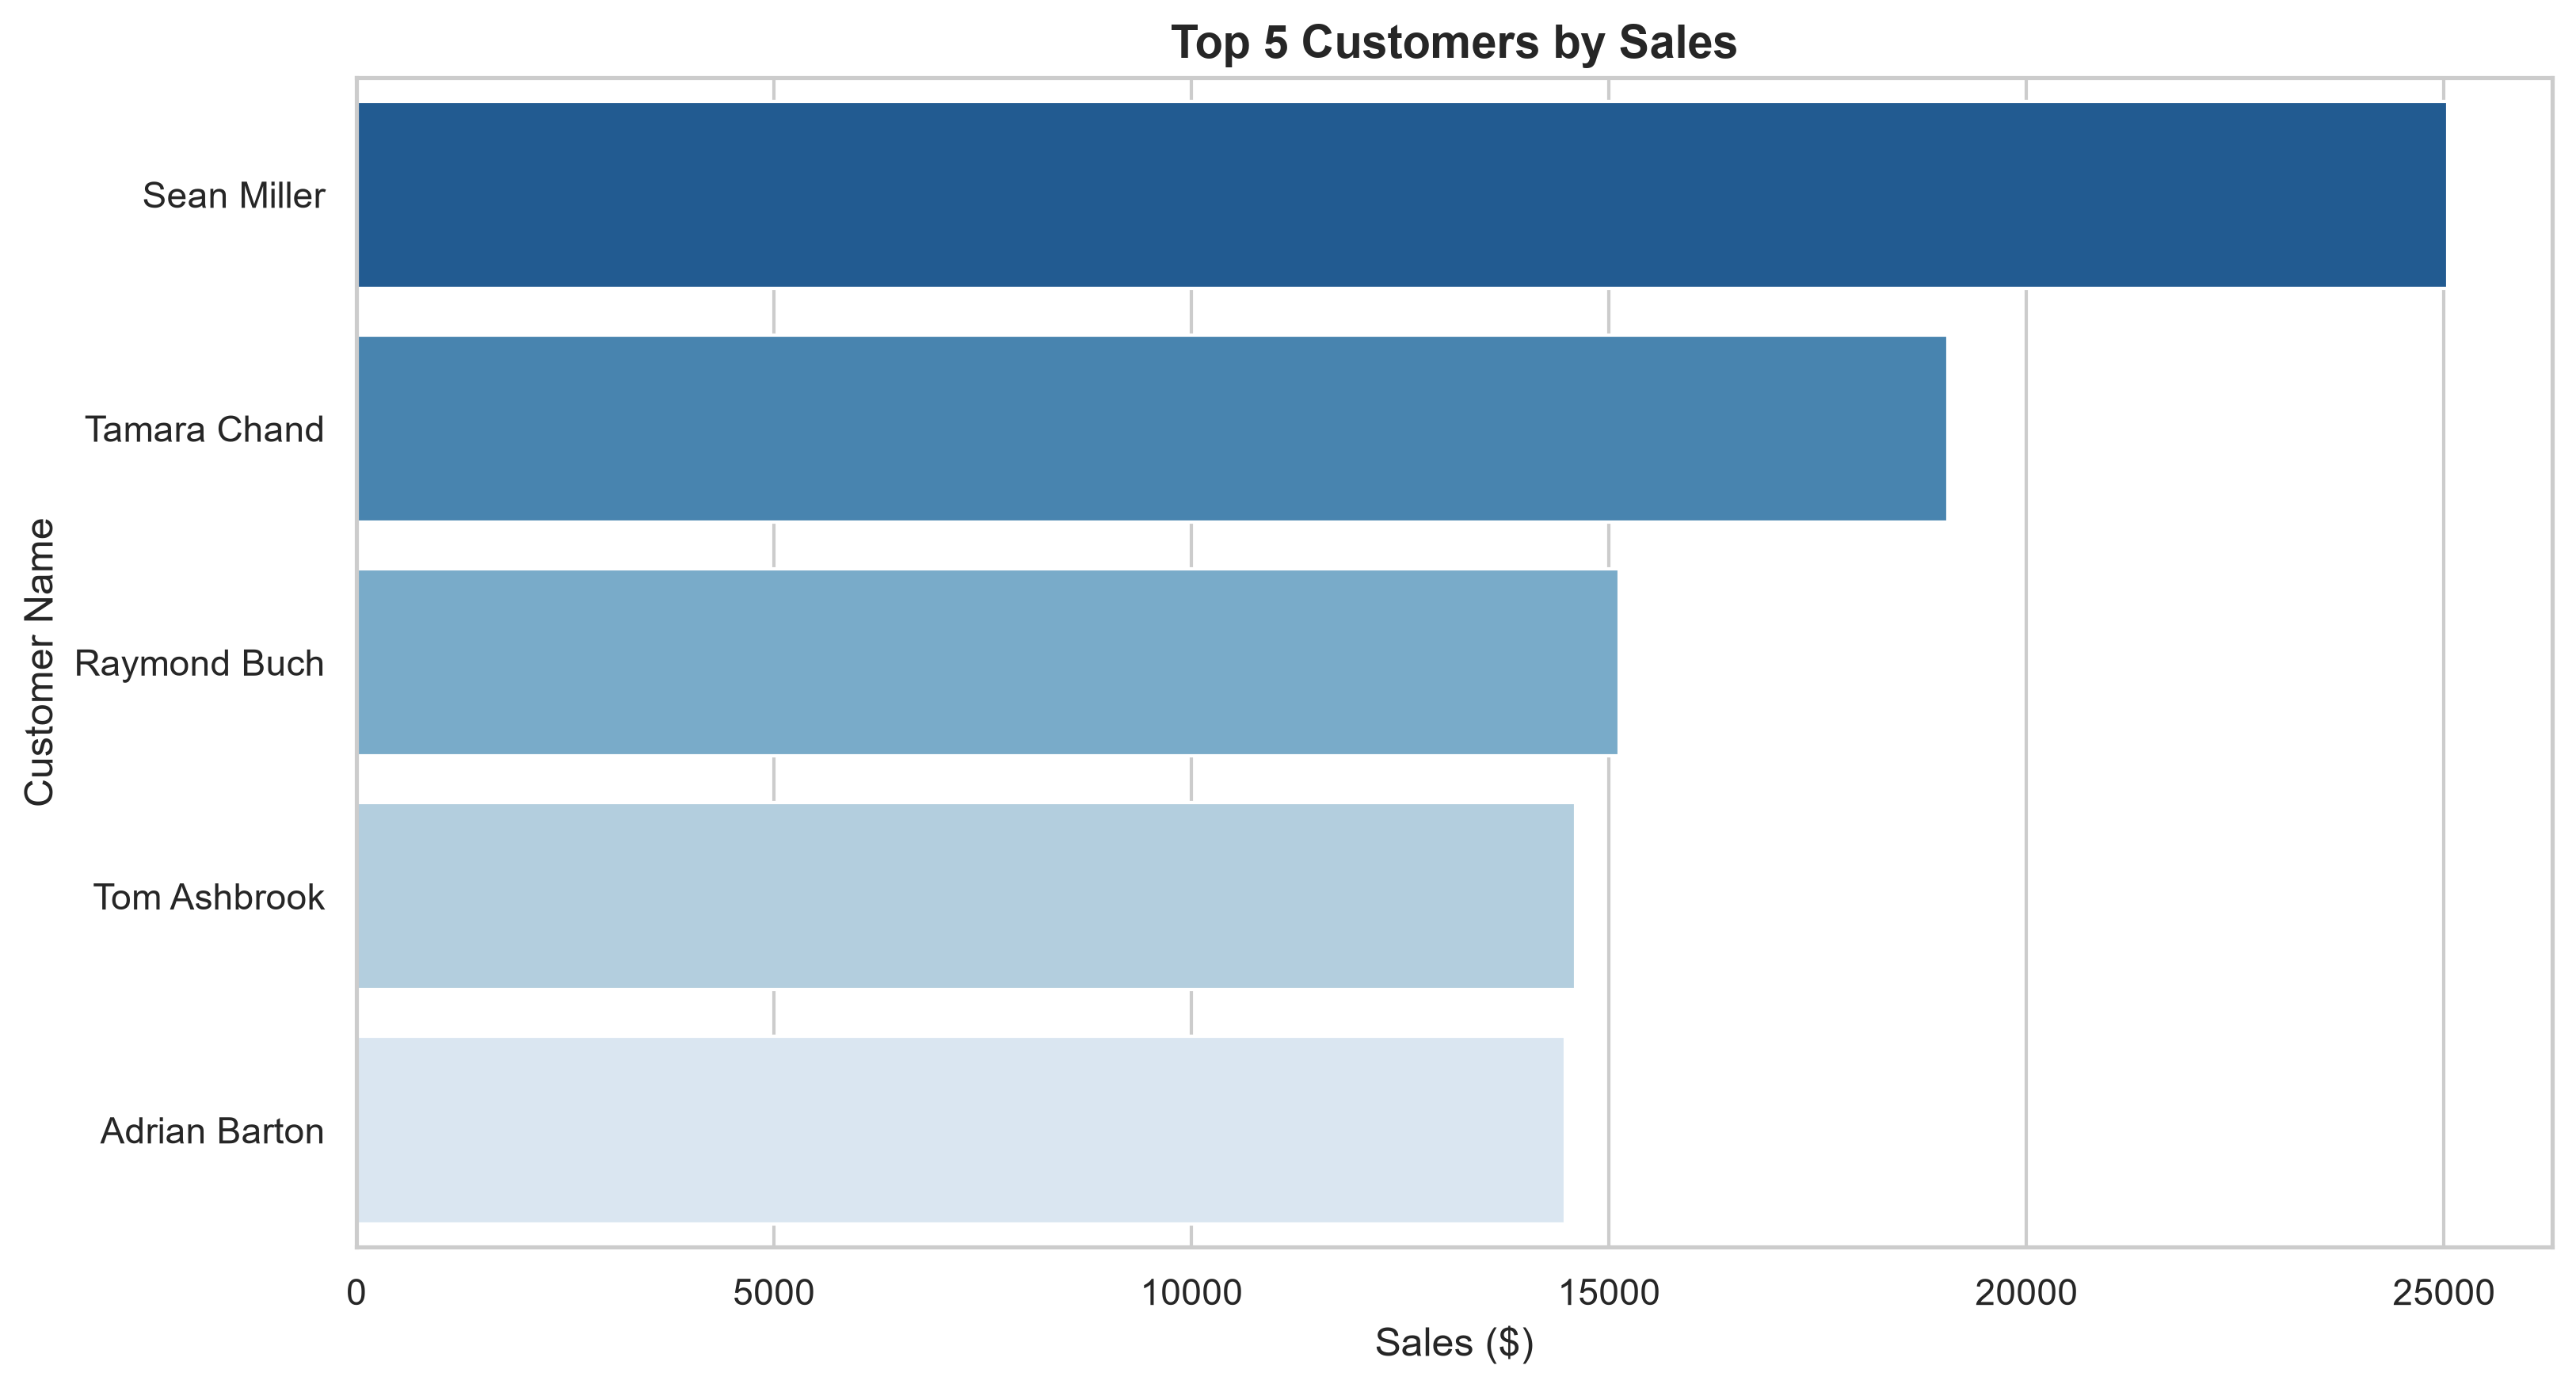 Top 5 Customers by Sales
Customer Name
Sean Miller
Tamara Chand
Raymond Buch
Tom Ashbrook
Adrian Barton
0 5000 10000 15000 20000 25000
Sales ($)